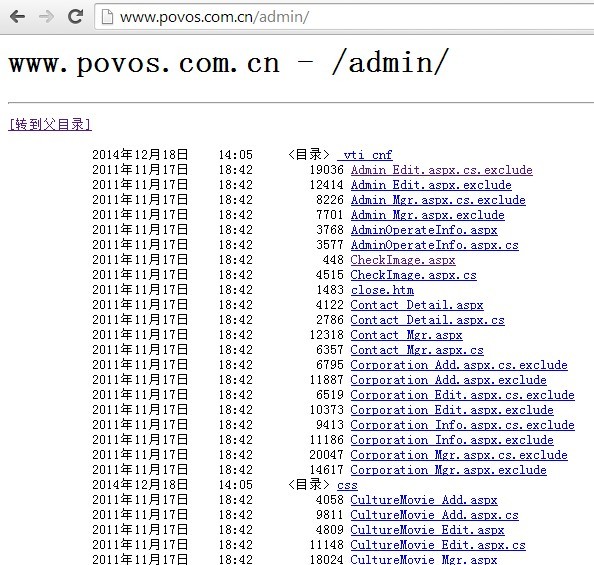 www.povos.com.cn/admin/
www.povos.com.cn - /admin/
[转到父目录]
2014年12月18日 14:05 <目录> _vti_cnf
2011年11月17日 18:42 19036 Admin_Edit.aspx.cs.exclude
2011年11月17日 18:42 12414 Admin_Edit.aspx.exclude
2011年11月17日 18:42 8226 Admin_Mgr.aspx.cs.exclude
2011年11月17日 18:42 7701 Admin_Mgr.aspx.exclude
2011年11月17日 18:42 3768 AdminOperateInfo.aspx
2011年11月17日 18:42 3577 AdminOperateInfo.aspx.cs
2011年11月17日 18:42 448 CheckImage.aspx
2011年11月17日 18:42 4515 CheckImage.aspx.cs
2011年11月17日 18:42 1483 close.htm
2011年11月17日 18:42 4122 Contact_Detail.aspx
2011年11月17日 18:42 2786 Contact_Detail.aspx.cs
2011年11月17日 18:42 12318 Contact_Mgr.aspx
2011年11月17日 18:42 6357 Contact_Mgr.aspx.cs
2011年11月17日 18:42 6795 Corporation_Add.aspx.cs.exclude
2011年11月17日 18:42 11887 Corporation_Add.aspx.exclude
2011年11月17日 18:42 6519 Corporation_Edit.aspx.cs.exclude
2011年11月17日 18:42 10373 Corporation_Edit.aspx.exclude
2011年11月17日 18:42 9413 Corporation_Info.aspx.cs.exclude
2011年11月17日 18:42 11186 Corporation_Info.aspx.exclude
2011年11月17日 18:42 20047 Corporation_Mgr.aspx.cs.exclude
2011年11月17日 18:42 14617 Corporation_Mgr.aspx.exclude
2014年12月18日 14:05 <目录> css
2011年11月17日 18:42 4058 CultureMovie_Add.aspx
2011年11月17日 18:42 9811 CultureMovie_Add.aspx.cs
2011年11月17日 18:42 4809 CultureMovie_Edit.aspx
2011年11月17日 18:42 11148 CultureMovie_Edit.aspx.cs
2011年11月17日 18:42 18024 CultureMovie_Mgr.aspx